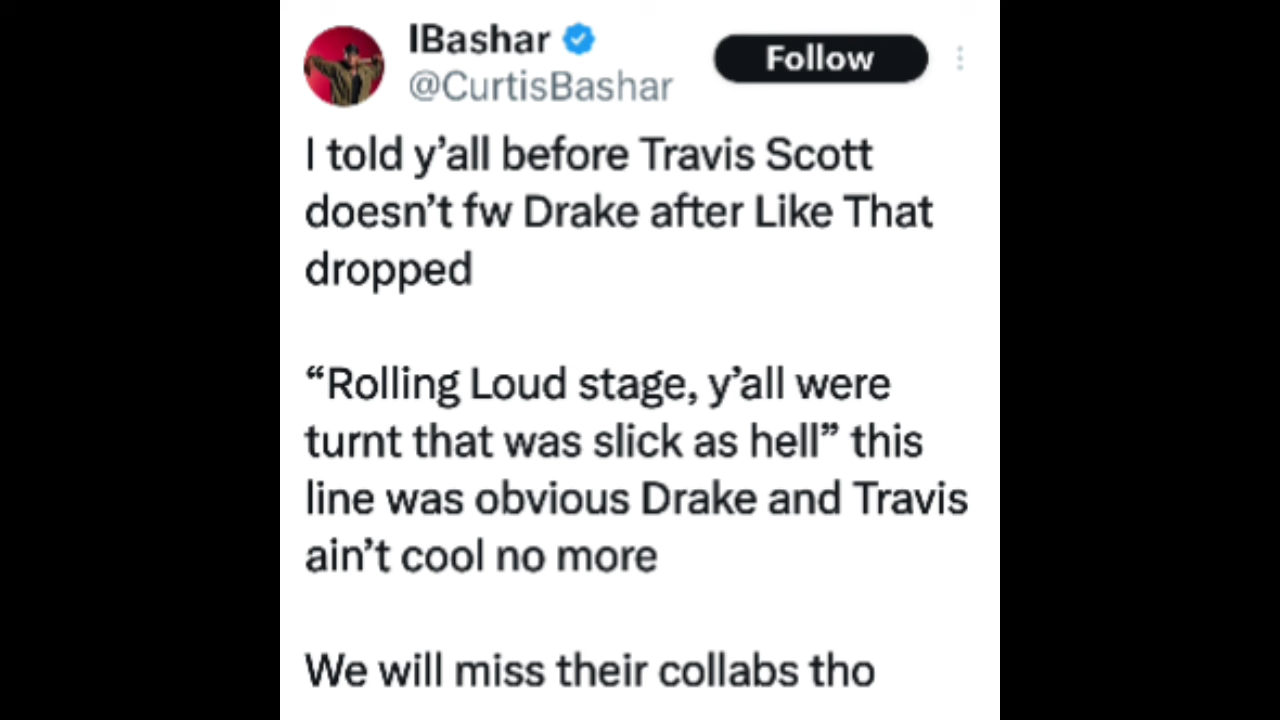 IBashar
@CurtisBashar
Follow
I told y’all before Travis Scott
doesn’t fw Drake after Like That
dropped
“Rolling Loud stage, y’all were
turnt that was slick as hell” this
line was obvious Drake and Travis
ain’t cool no more
We will miss their collabs tho